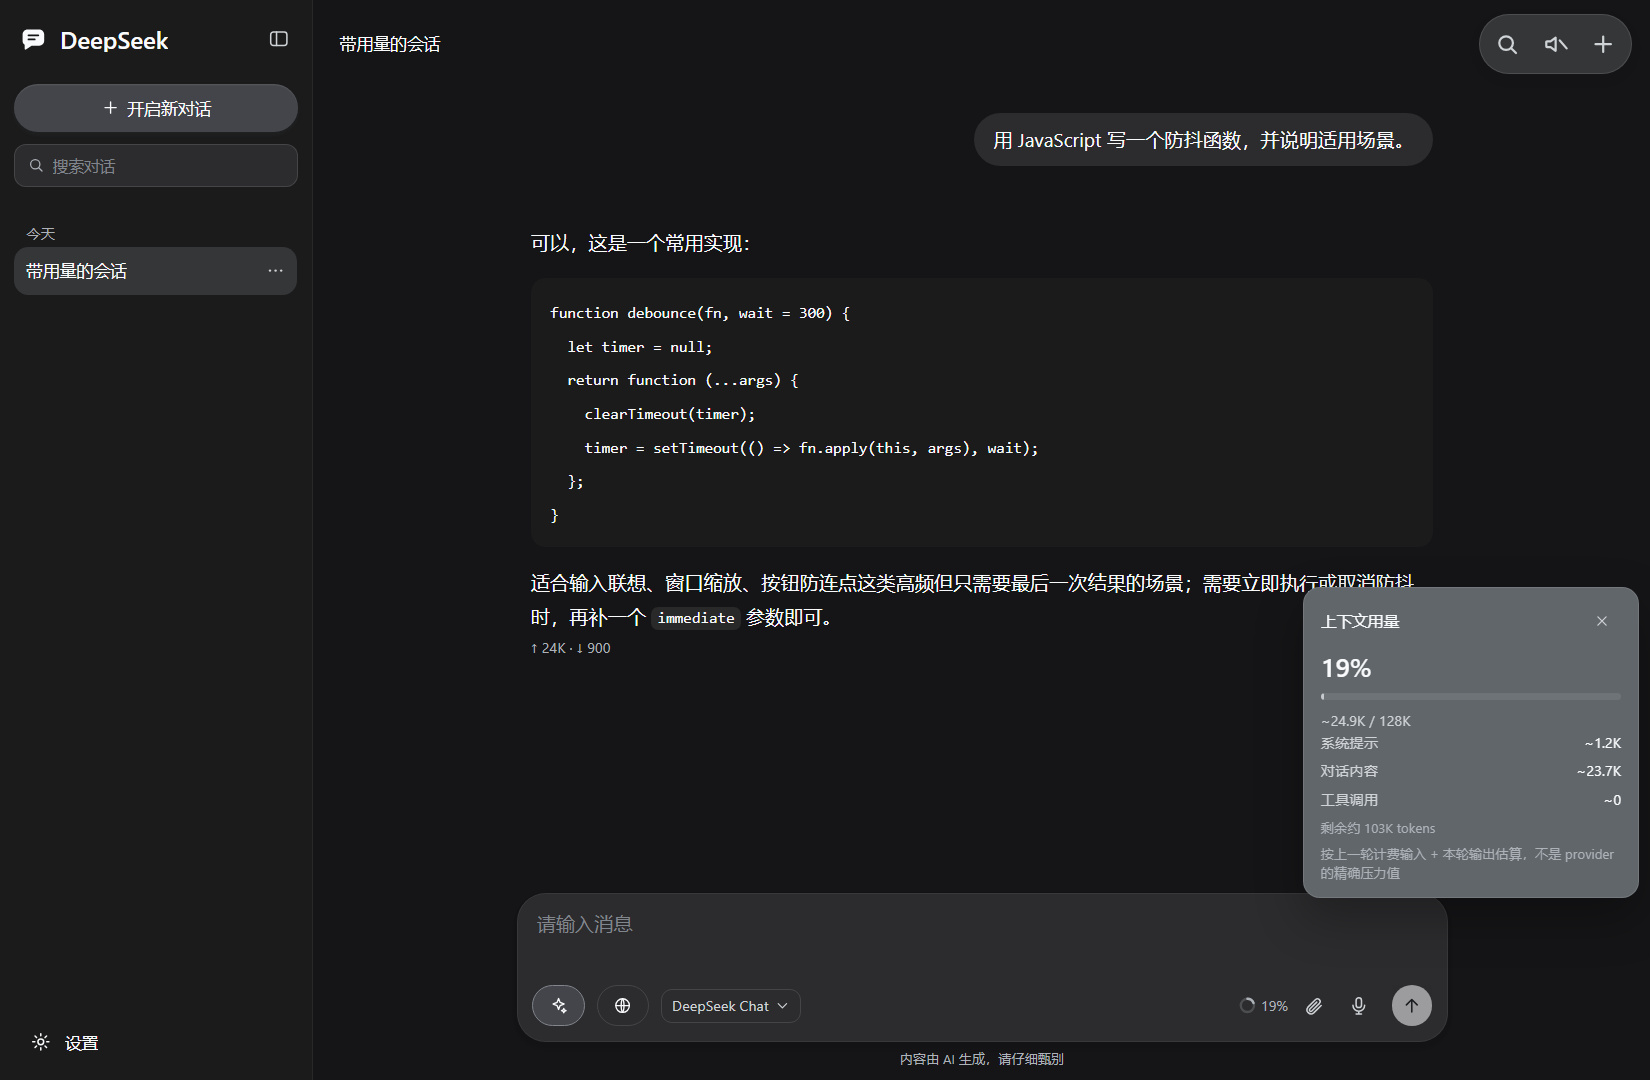 DeepSeek
开启新对话
搜索对话
今天
带用量的会话
设置
带用量的会话
用 JavaScript 写一个防抖函数，并说明适用场景。
可以，这是一个常用实现：
function debounce(fn, wait = 300) {
  let timer = null;
  return function (...args) {
    clearTimeout(timer);
    timer = setTimeout(() => fn.apply(this, args), wait);
  };
}
适合输入联想、窗口缩放、按钮防连点这类高频但只需要最后一次结果的场景；需要立即执行或取消防抖
时，再补一个 immediate 参数即可。
↑ 24K · ↓ 900
上下文用量
19%
~24.9K / 128K
系统提示 ~1.2K
对话内容 ~23.7K
工具调用 ~0
剩余约 103K tokens
按上一轮计费输入 + 本轮输出估算，不是 provider
的精确压力值
请输入消息
DeepSeek Chat
19%
内容由 AI 生成，请仔细甄别